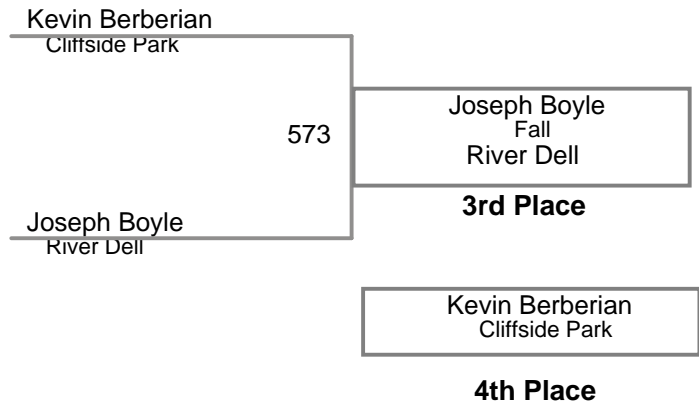 Kevin Berberian
Cliffside Park
573
Joseph Boyle
Fall
River Dell
3rd Place
Joseph Boyle
River Dell
Kevin Berberian
Cliffside Park
4th Place